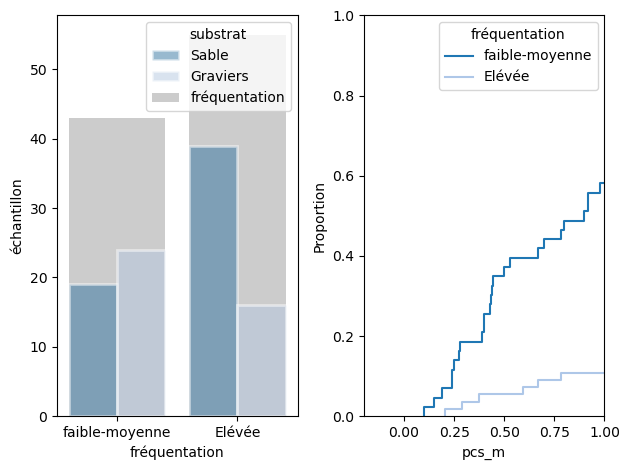 substrat
Sable
Graviers
fréquentation
50
40
30
20
10
0
échantillon
faible-moyenne
Elévée
fréquentation
fréquentation
faible-moyenne
Elévée
1.0
0.8
0.6
0.4
0.2
0.0
Proportion
0.00 0.25 0.50 0.75 1.00
pcs_m